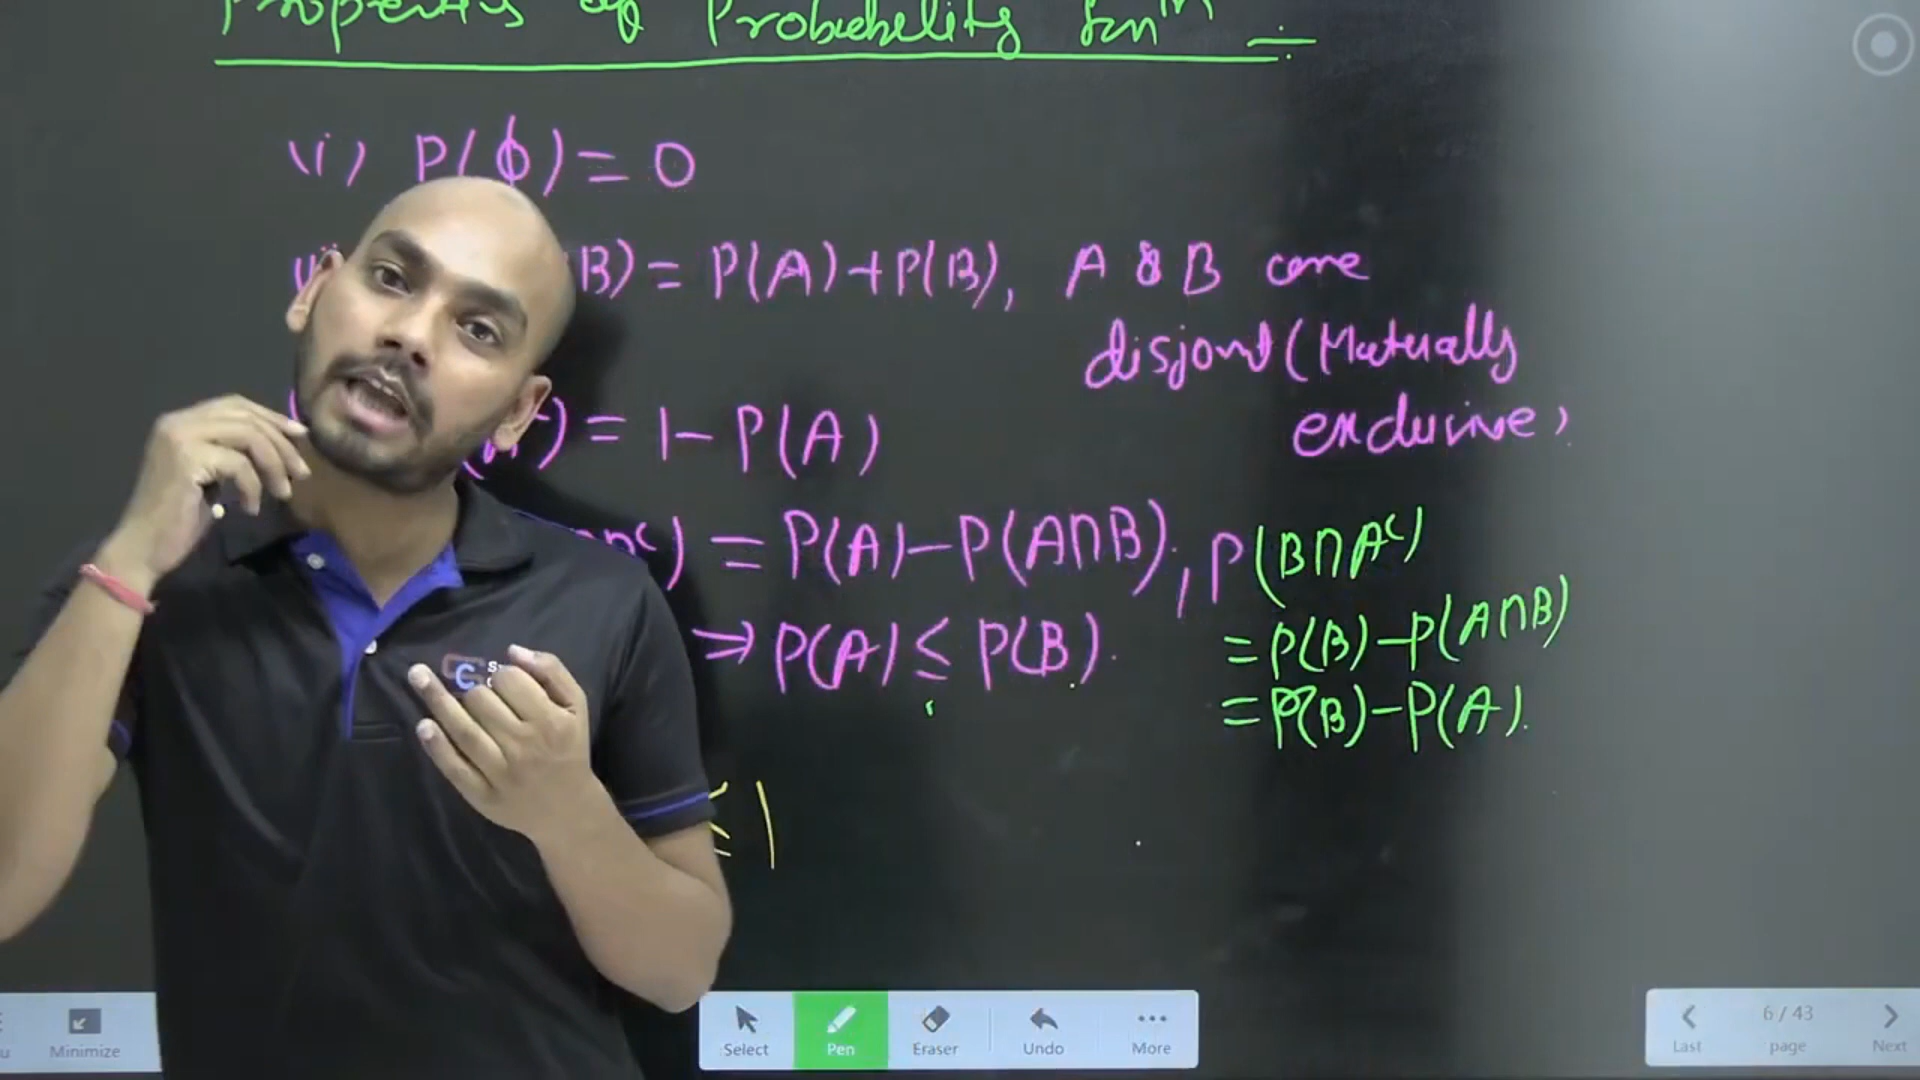 Properties of Probability Fnⁿ :-
(i) P(ϕ) = 0
B) = P(A) + P(B), A & B are
disjoint (Mutually
exclusive)
) = 1 - P(A)
) = P(A) - P(A∩B), P(B∩Aᶜ)
= P(B) - P(A∩B)
⇒ P(A) ≤ P(B).
= P(B) - P(A).
≤ 1
C
Minimize
Select
Pen
Eraser
Undo
More
Last
6 / 43
page
Next